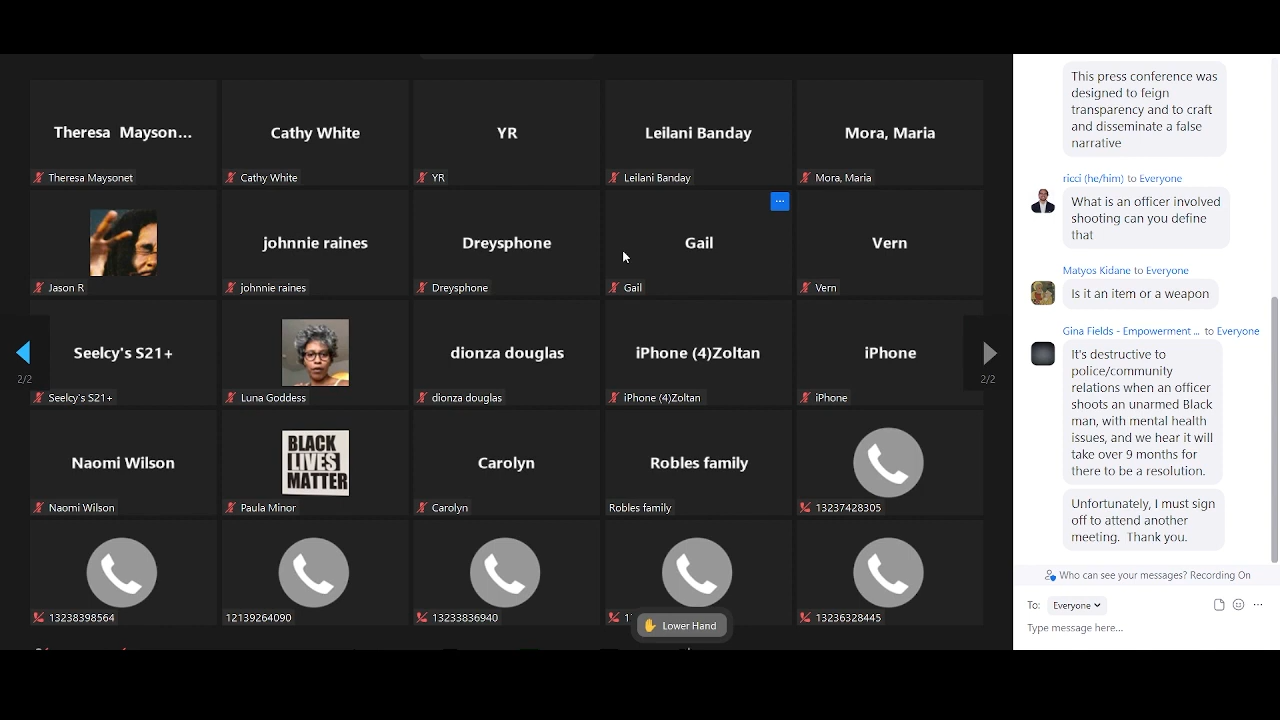 Theresa Mayson...
Cathy White
YR
Leilani Banday
Mora, Maria
Theresa Maysonet
Cathy White
YR
Leilani Banday
Mora, Maria
johnnie raines
Dreysphone
Gail
Vern
Jason R
johnnie raines
Dreysphone
Gail
Vern
Seelcy's S21+
dionza douglas
iPhone (4)Zoltan
iPhone
2/2
2/2
Seelcy's S21+
Luna Goddess
dionza douglas
iPhone (4)Zoltan
iPhone
Naomi Wilson
BLACK
LIVES
MATTER
Carolyn
Robles family
Naomi Wilson
Paula Minor
Carolyn
Robles family
13237428305
13238398564
12139264090
13233836940
13236328445
Lower Hand
This press conference was
designed to feign
transparency and to craft
and disseminate a false
narrative
ricci (he/him) to Everyone
What is an officer involved
shooting can you define
that
Matyos Kidane to Everyone
Is it an item or a weapon
Gina Fields - Empowerment ... to Everyone
It's destructive to
police/community
relations when an officer
shoots an unarmed Black
man, with mental health
issues, and we hear it will
take over 9 months for
there to be a resolution.
Unfortunately, I must sign
off to attend another
meeting. Thank you.
Who can see your messages? Recording On
To: Everyone
Type message here...